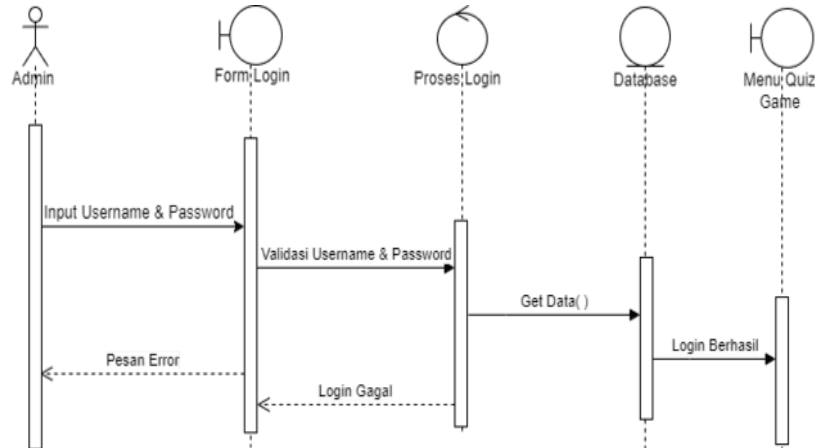 Admin
Form Login
Proses Login
Database
Menu Quiz
Game
Input Username & Password
Validasi Username & Password
Get Data( )
Login Berhasil
Pesan Error
Login Gagal